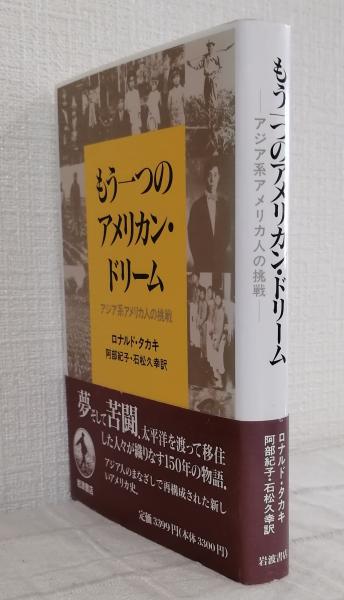 もう一つの
アメリカン・
ドリーム
アジア系アメリカ人の挑戦
ロナルド・タカキ
阿部紀子・石松久幸訳
夢そして苦闘。太平洋を渡って移住
した人々が織りなす150年の物語。
アジア人のまなざしで再構成された新し
いアメリカ史。
岩波書店
定価3399円(本体3300円)
もう一つのアメリカン・ドリーム
―アジア系アメリカ人の挑戦―
ロナルド・タカキ
阿部紀子・石松久幸訳
岩波書店